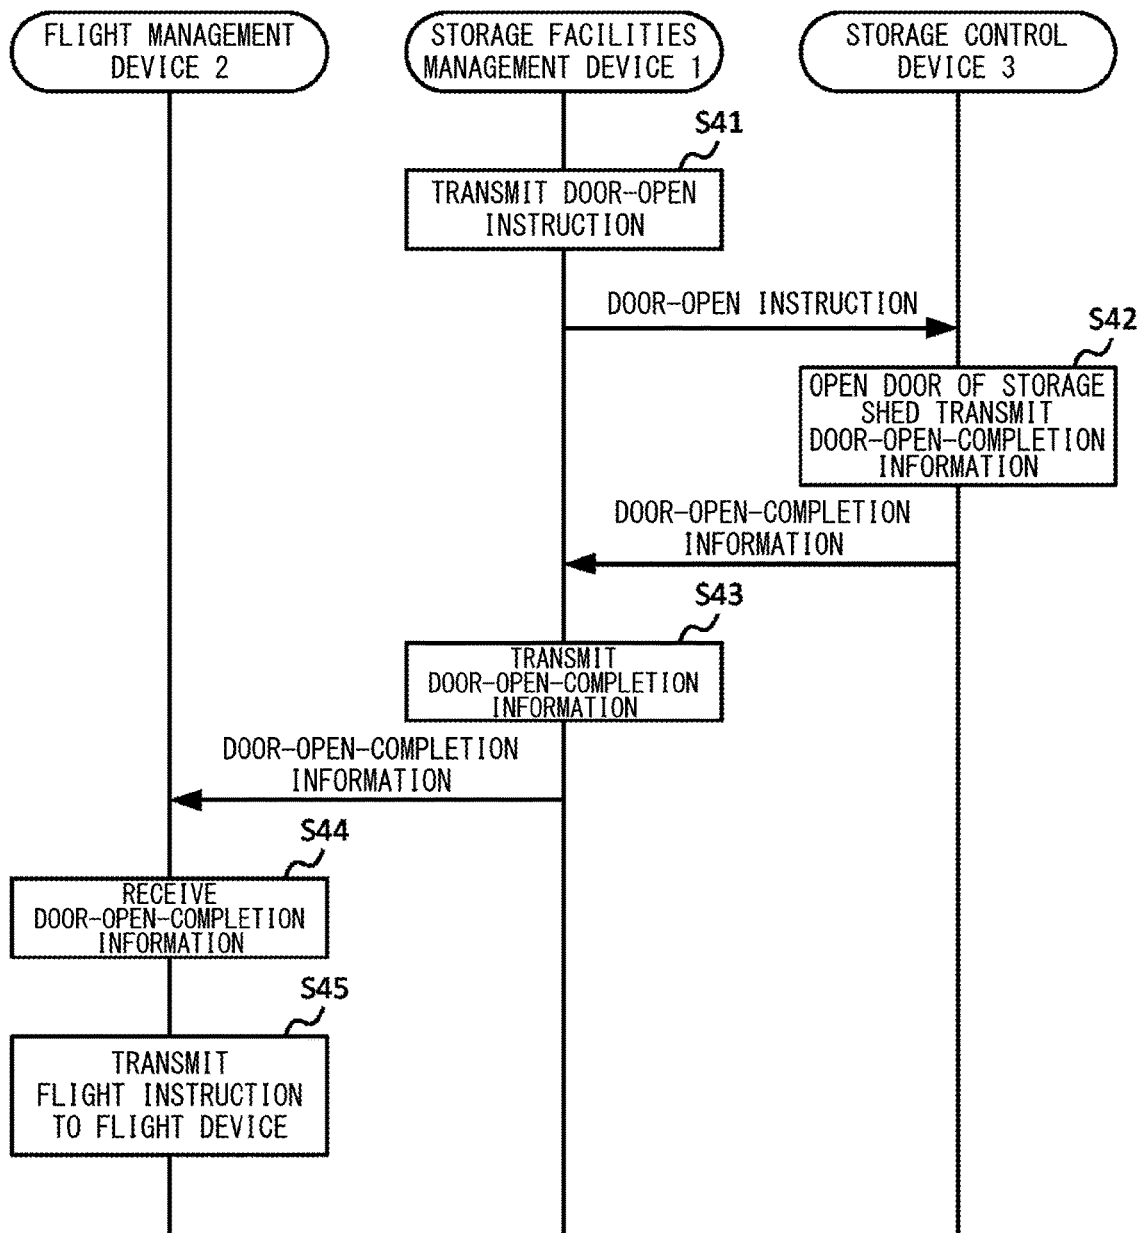 FLIGHT MANAGEMENT
DEVICE 2
STORAGE FACILITIES
MANAGEMENT DEVICE 1
STORAGE CONTROL
DEVICE 3
S41
TRANSMIT DOOR-OPEN
INSTRUCTION
DOOR-OPEN INSTRUCTION
S42
OPEN DOOR OF STORAGE
SHED TRANSMIT
DOOR-OPEN-COMPLETION
INFORMATION
DOOR-OPEN-COMPLETION
INFORMATION
S43
TRANSMIT
DOOR-OPEN-COMPLETION
INFORMATION
DOOR-OPEN-COMPLETION
INFORMATION
S44
RECEIVE
DOOR-OPEN-COMPLETION
INFORMATION
S45
TRANSMIT
FLIGHT INSTRUCTION
TO FLIGHT DEVICE